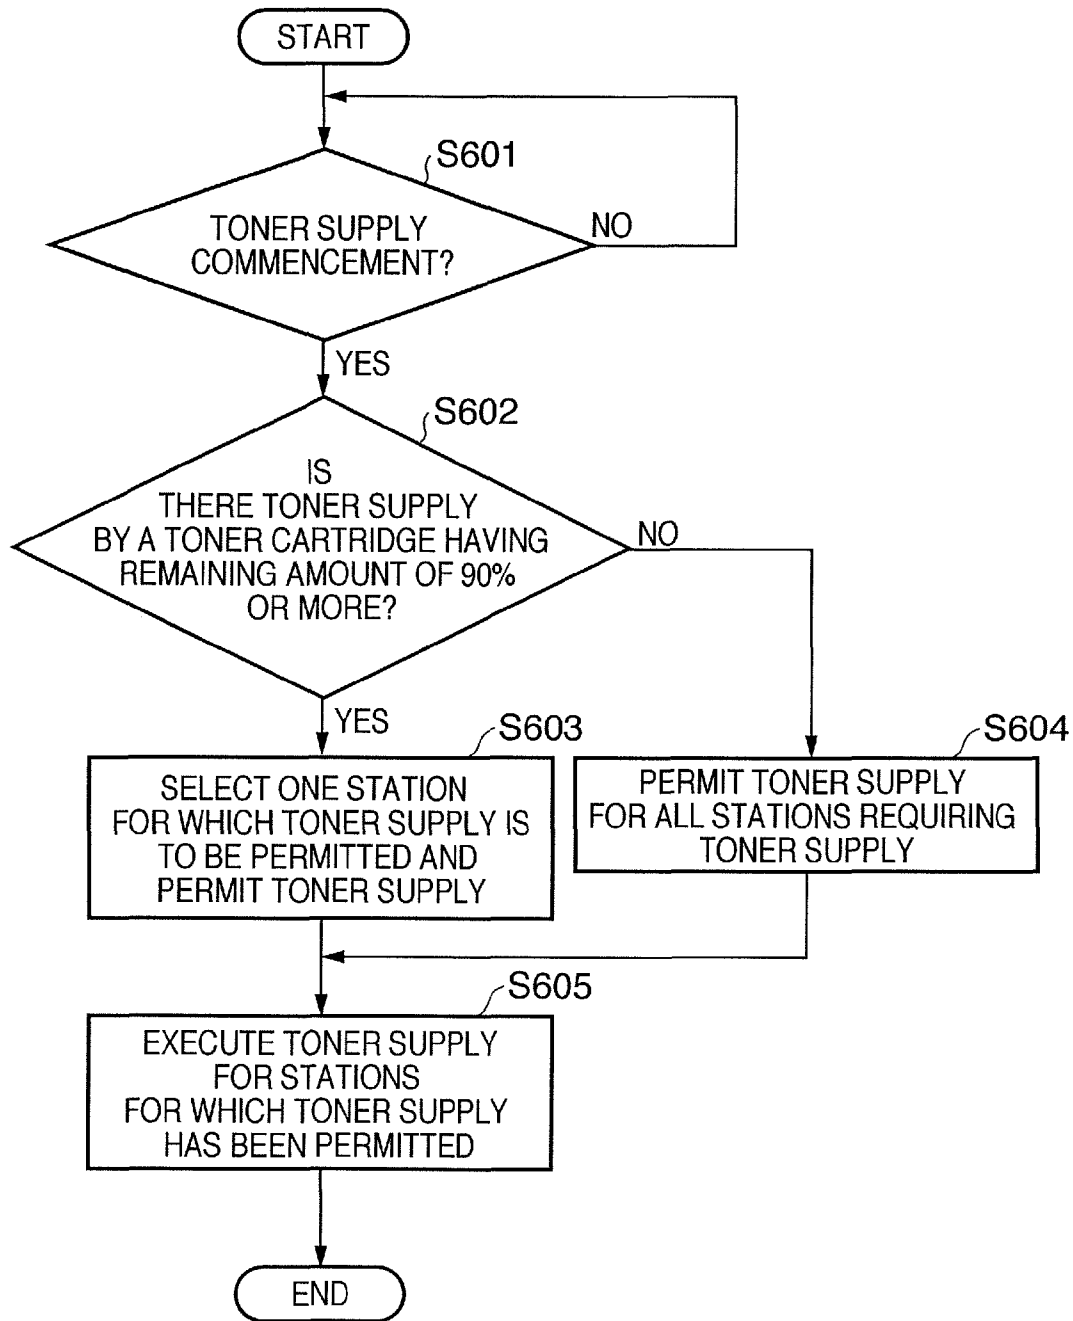 START
S601
TONER SUPPLY
COMMENCEMENT?
NO
YES
S602
IS
THERE TONER SUPPLY
BY A TONER CARTRIDGE HAVING
REMAINING AMOUNT OF 90%
OR MORE?
NO
YES
S603
SELECT ONE STATION
FOR WHICH TONER SUPPLY IS
TO BE PERMITTED AND
PERMIT TONER SUPPLY
S604
PERMIT TONER SUPPLY
FOR ALL STATIONS REQUIRING
TONER SUPPLY
S605
EXECUTE TONER SUPPLY
FOR STATIONS
FOR WHICH TONER SUPPLY
HAS BEEN PERMITTED
END